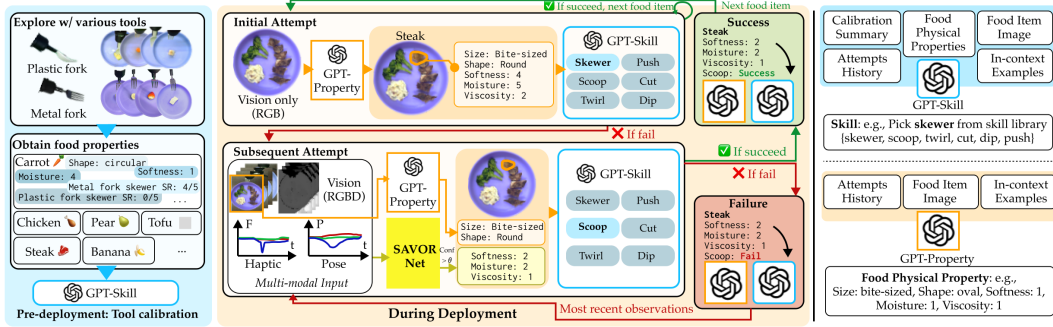 Explore w/ various tools
Plastic fork
Metal fork
Obtain food properties
Carrot
Shape: circular
Softness: 1
Moisture: 4
Metal fork skewer SR: 4/5
Plastic fork skewer SR: 0/5
...
Chicken
Pear
Tofu
Steak
Banana
...
GPT-Skill
Pre-deployment: Tool calibration
Initial Attempt
Vision only
(RGB)
GPT-
Property
Steak
Size: Bite-sized
Shape: Round
Softness: 4
Moisture: 5
Viscosity: 2
GPT-Skill
Skewer
Push
Scoop
Cut
Twirl
Dip
If succeed, next food item
Next food item
If fail
Subsequent Attempt
Vision
(RGBD)
F
t
Haptic
P
t
Pose
Multi-modal Input
GPT-
Property
SAVOR
Net
Conf
> θ
Size: Bite-sized
Shape: Round
Softness: 2
Moisture: 2
Viscosity: 1
GPT-Skill
Skewer
Push
Scoop
Cut
Twirl
Dip
During Deployment
Most recent observations
Success
Steak
Softness: 2
Moisture: 2
Viscosity: 1
Scoop: Success
If succeed
If fail
Failure
Steak
Softness: 2
Moisture: 2
Viscosity: 1
Scoop: Fail
Calibration
Summary
Food
Physical
Properties
Food Item
Image
Attempts
History
In-context
Examples
GPT-Skill
Skill: e.g., Pick skewer from skill library
{skewer, scoop, twirl, cut, dip, push}
Attempts
History
Food Item
Image
In-context
Examples
GPT-Property
Food Physical Property: e.g.,
Size: bite-sized, Shape: oval, Softness: 1,
Moisture: 1, Viscosity: 1